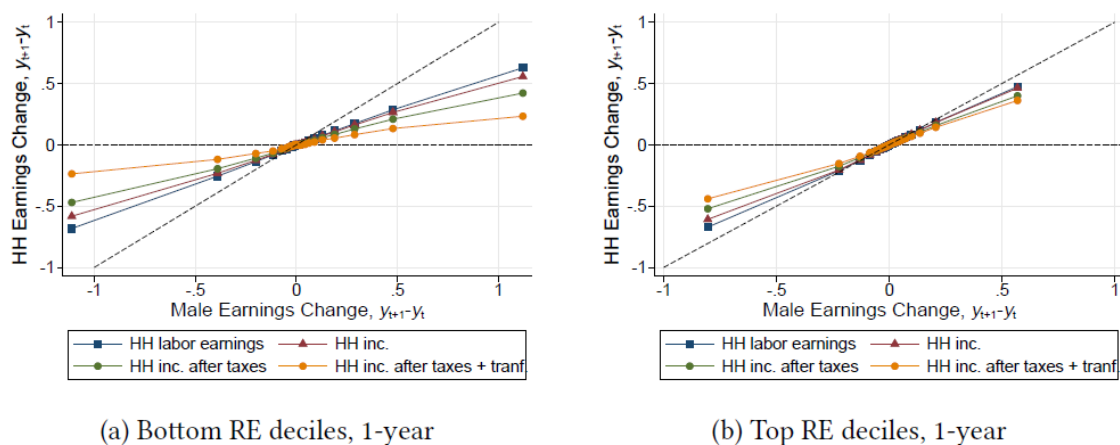 HH Earnings Change, yₜ₊₁-yₜ
1
.5
0
-.5
-1
-1 -.5 0 .5 1
Male Earnings Change, yₜ₊₁-yₜ
HH labor earnings HH inc.
HH inc. after taxes HH inc. after taxes + tranf.
(a) Bottom RE deciles, 1-year
HH Earnings Change, yₜ₊₁-yₜ
1
.5
0
-.5
-1
-1 -.5 0 .5 1
Male Earnings Change, yₜ₊₁-yₜ
HH labor earnings HH inc.
HH inc. after taxes HH inc. after taxes + tranf.
(b) Top RE deciles, 1-year